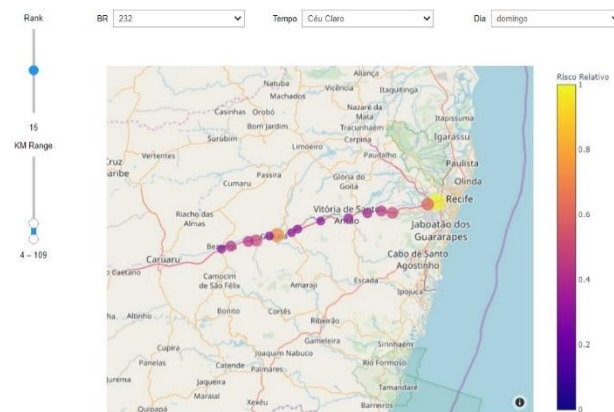 Rank
BR
232
Tempo
Céu Claro
Dia
domingo
15
KM Range
4 – 109
Risco Relativo
1
0.8
0.6
0.4
0.2
0
Aliança
Natuba
Vicência
Itaquitinga
Machados
Nazaré da
Mata
Itapissuma
Casinhas
Orobó
Tracunhaém
Igarassu
Bom Jardim
Carpina
Surubim
Limoeiro
Paudalho
Paulista
Vertentes
Passira
Olinda
Cumaru
Glória do
Goitá
Recife
Riacho das
Almas
Vitória de Santo
Antão
Jaboatão dos
Guararapes
Caruaru
Cabo de Santo
Agostinho
Camocim
de São Félix
Amaraji
Escada
Ipojuca
Bonito
Cortês
Altinho
Ribeirão
Sirinhaém
Gameleira
Cupira
Joaquim Nabuco
Rio Formoso
Panelas
Catende
Palmares
Tamandaré
Jurema
Jaqueira
Maraial
Barreiros
Quipapá
Xexéu